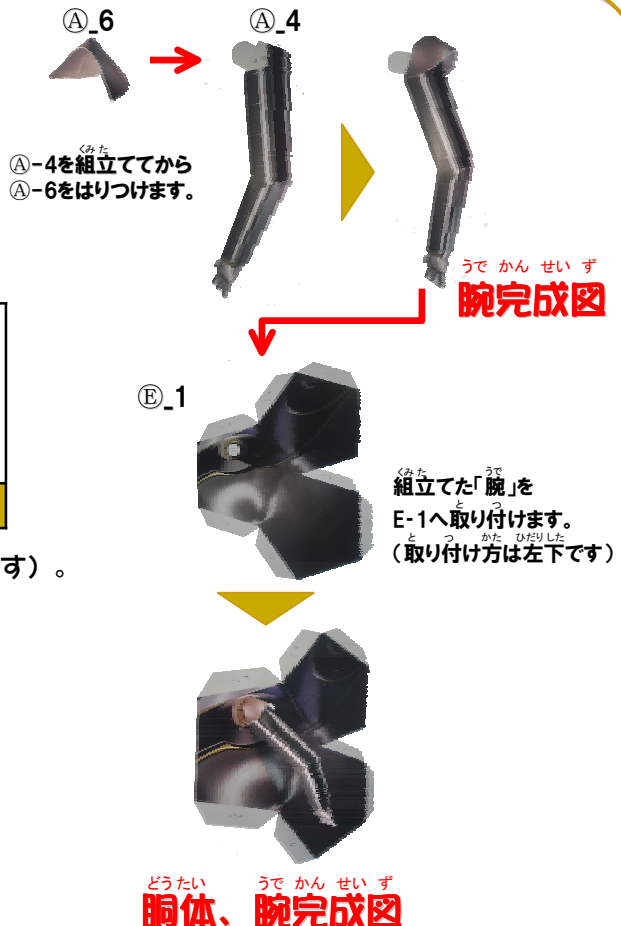 Ⓐ_6
Ⓐ_4
Ⓐ-4を組立ててから
Ⓐ-6をはりつけます。
腕完成図
Ⓔ_1
組立てた「腕」を
E-1へ取り付けます。
(取り付け方は左下です)
す）。
胴体、腕完成図